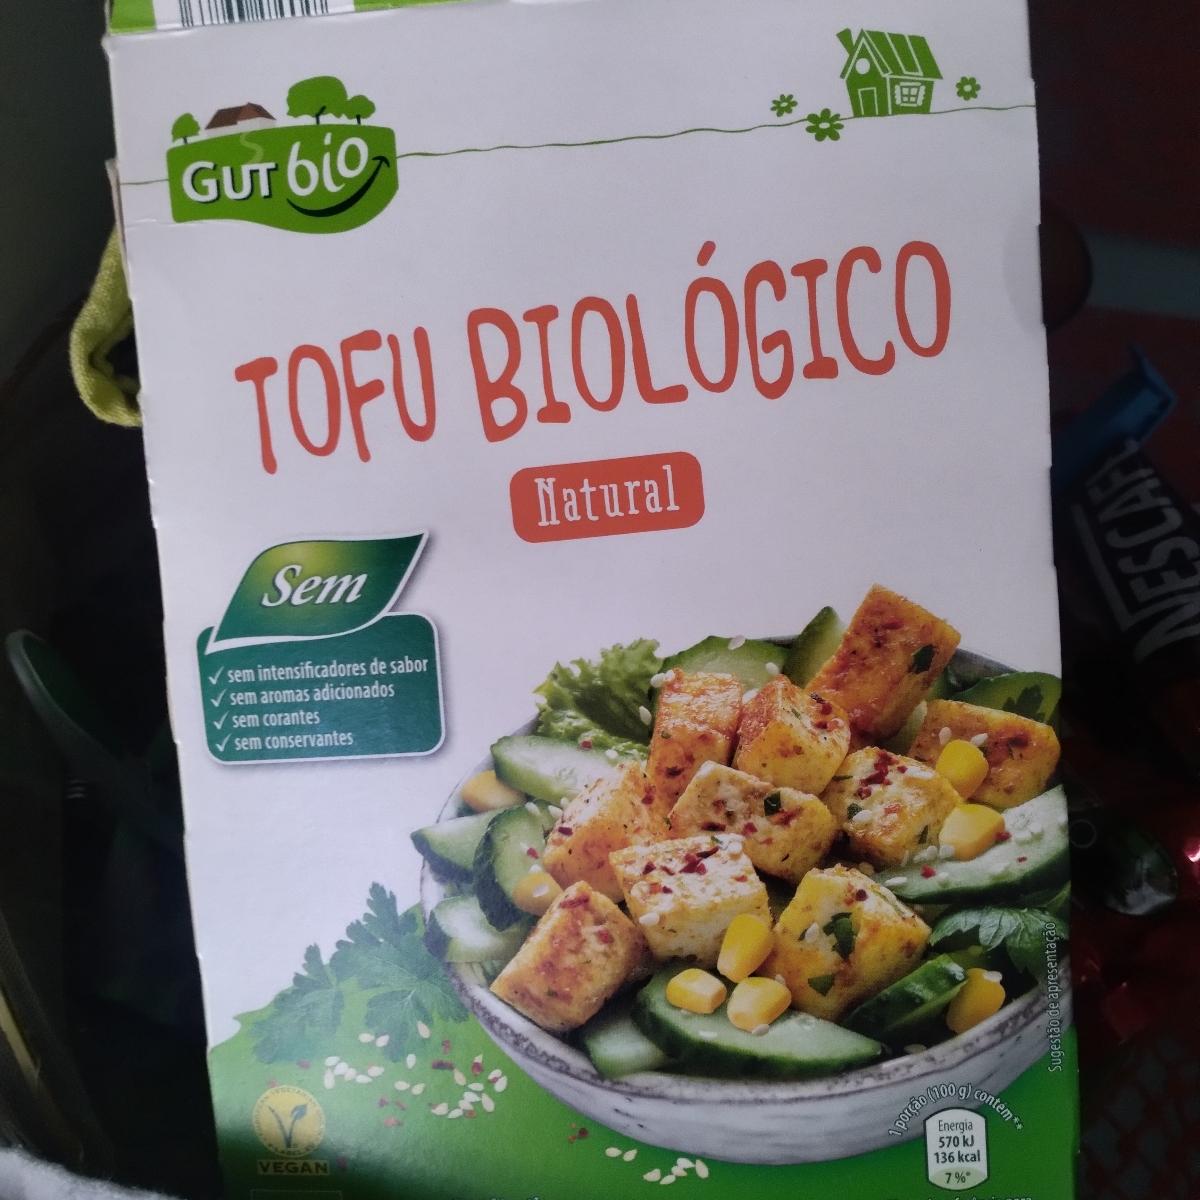 GUT bio
TOFU BIOLÓGICO
Natural
Sem
✓ sem intensificadores de sabor
✓ sem aromas adicionados
✓ sem corantes
✓ sem conservantes
NESCAFÉ
Sugestão de apresentação
1 porção (100 g) contém**
Energia
570 kJ
136 kcal
7 %*
VEGAN